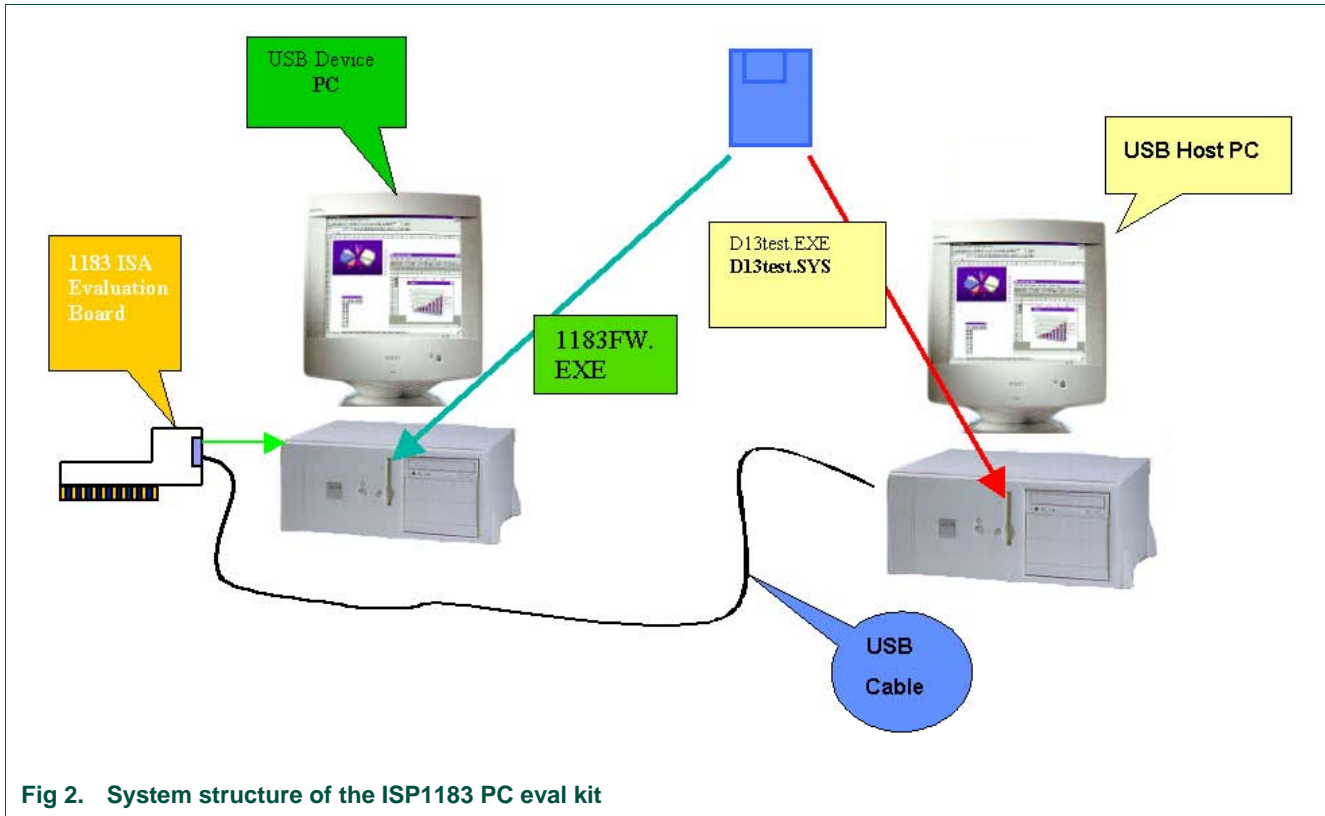 USB Device
PC
USB Host PC
1183 ISA
Evaluation
Board
D13test.EXE
D13test.SYS
1183FW.
EXE
USB
Cable
Fig 2. System structure of the ISP1183 PC eval kit